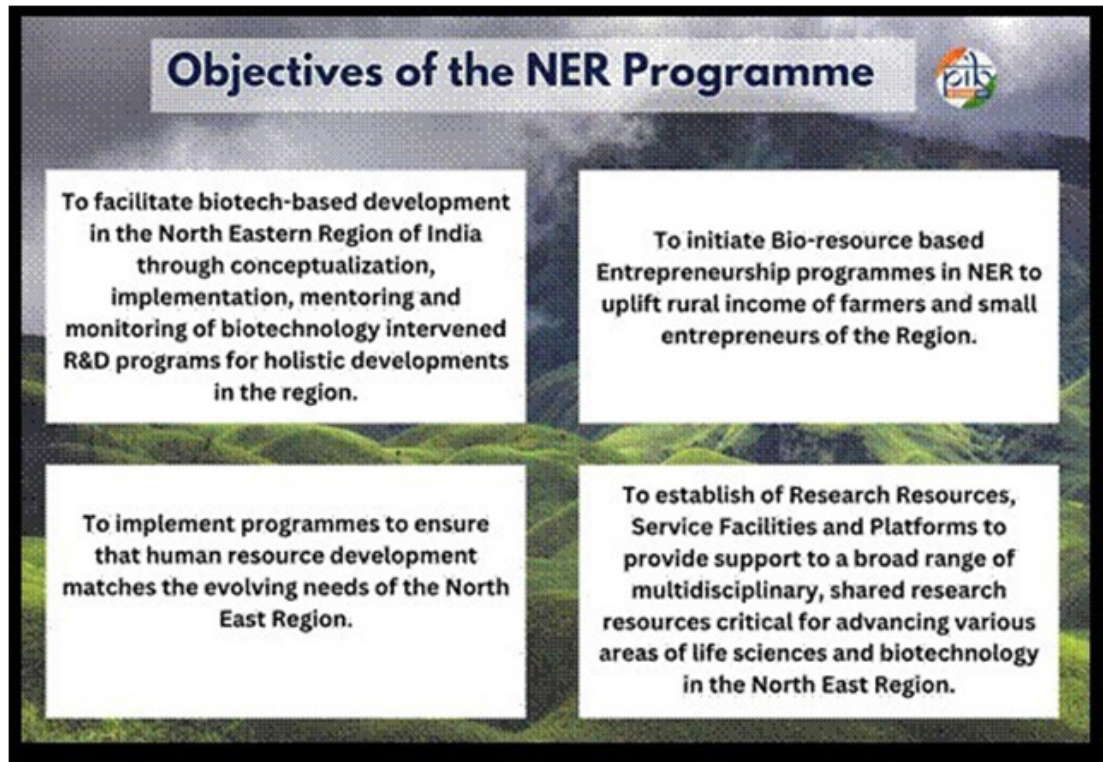 Objectives of the NER Programme
pib
To facilitate biotech-based development
in the North Eastern Region of India
through conceptualization,
implementation, mentoring and
monitoring of biotechnology intervened
R&D programs for holistic developments
in the region.
To initiate Bio-resource based
Entrepreneurship programmes in NER to
uplift rural income of farmers and small
entrepreneurs of the Region.
To implement programmes to ensure
that human resource development
matches the evolving needs of the North
East Region.
To establish of Research Resources,
Service Facilities and Platforms to
provide support to a broad range of
multidisciplinary, shared research
resources critical for advancing various
areas of life sciences and biotechnology
in the North East Region.